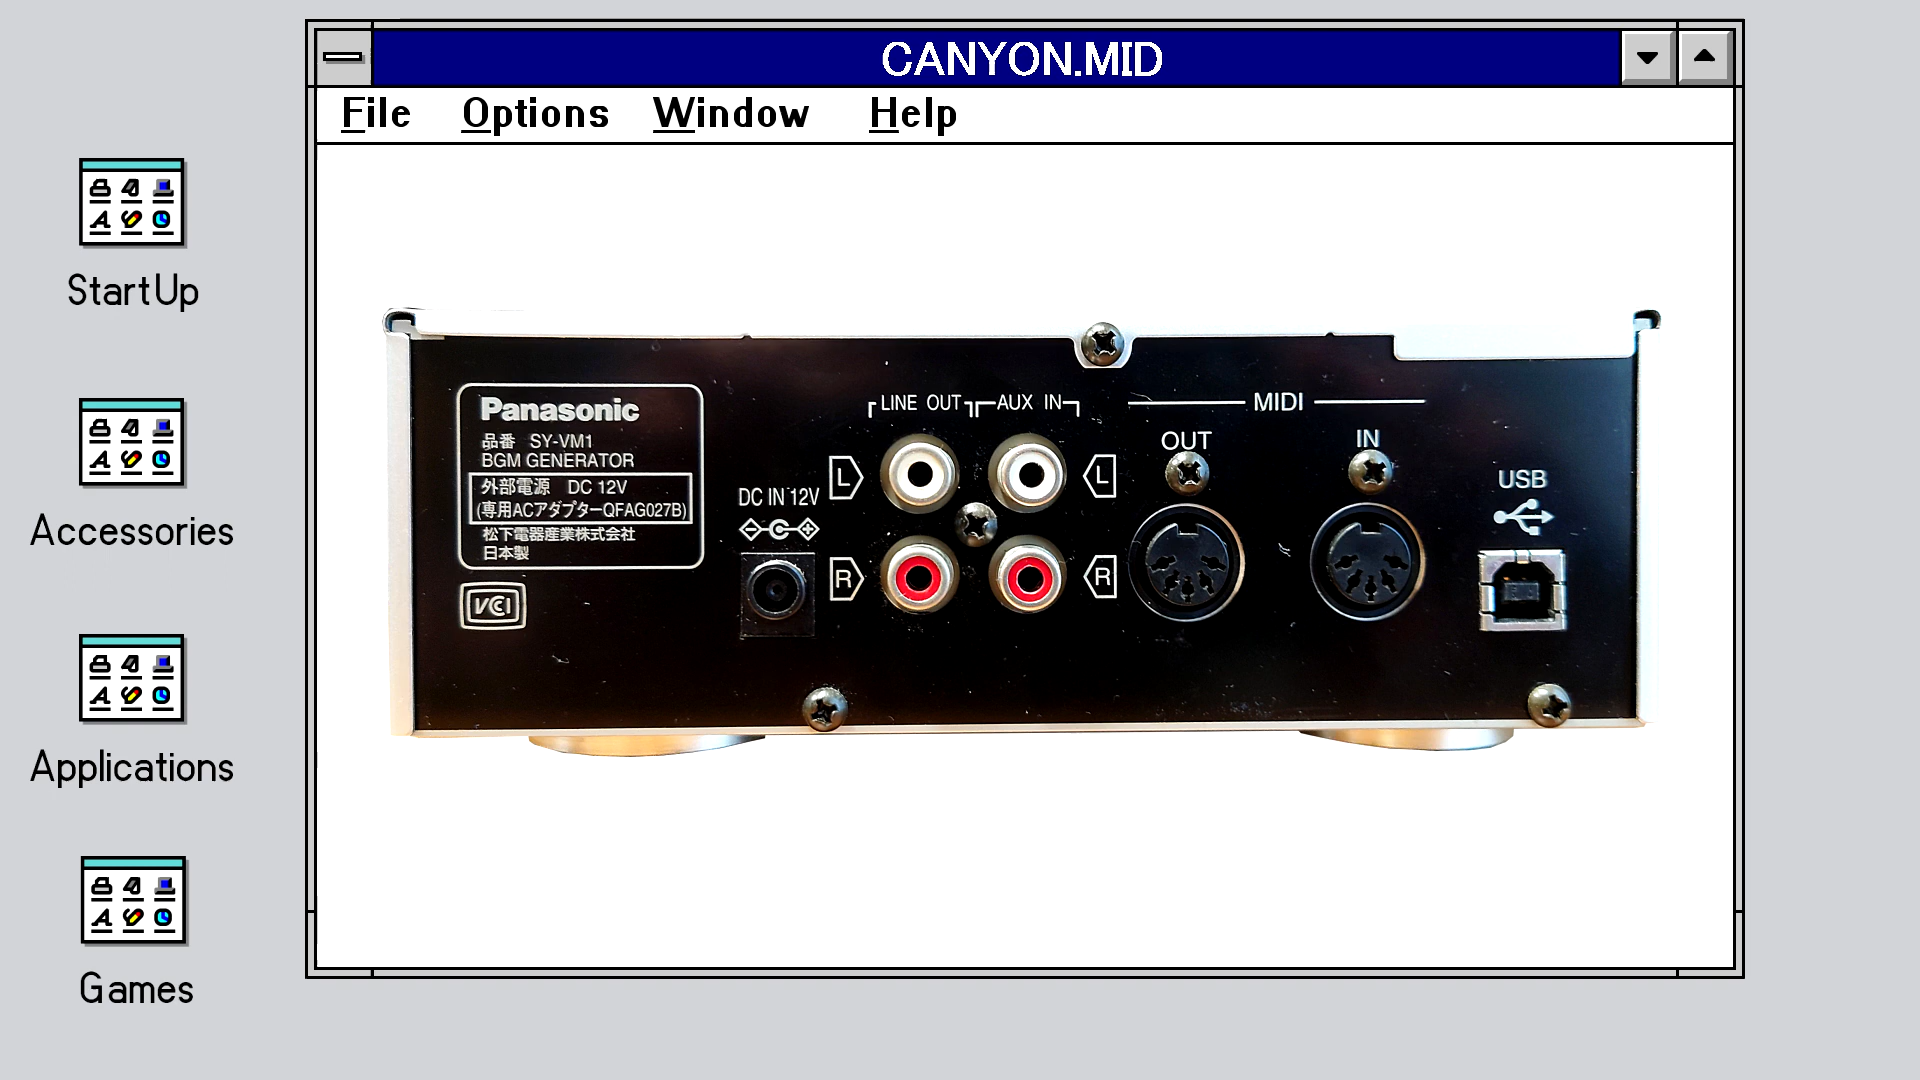 CANYON.MID
File Options Window Help
StartUp
Accessories
Applications
Games
Panasonic
品番 SY-VM1
BGM GENERATOR
外部電源 DC 12V
(専用ACアダプターQFAG027B)
松下電器産業株式会社
日本製
VCCI
DC IN 12V
LINE OUT
AUX IN
L
L
R
R
MIDI
OUT
IN
USB